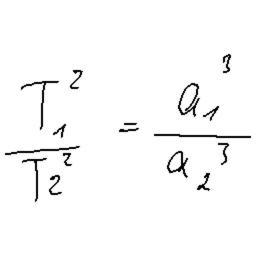 T₁² / T₂² = a₁³ / a₂³